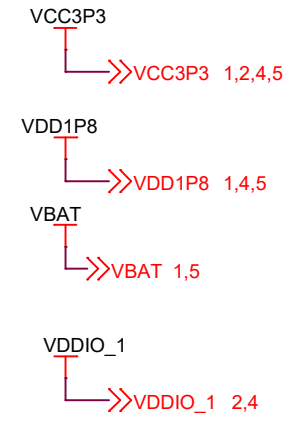 VCC3P3
VCC3P3 1,2,4,5
VDD1P8
VDD1P8 1,4,5
VBAT
VBAT 1,5
VDDIO_1
VDDIO_1 2,4